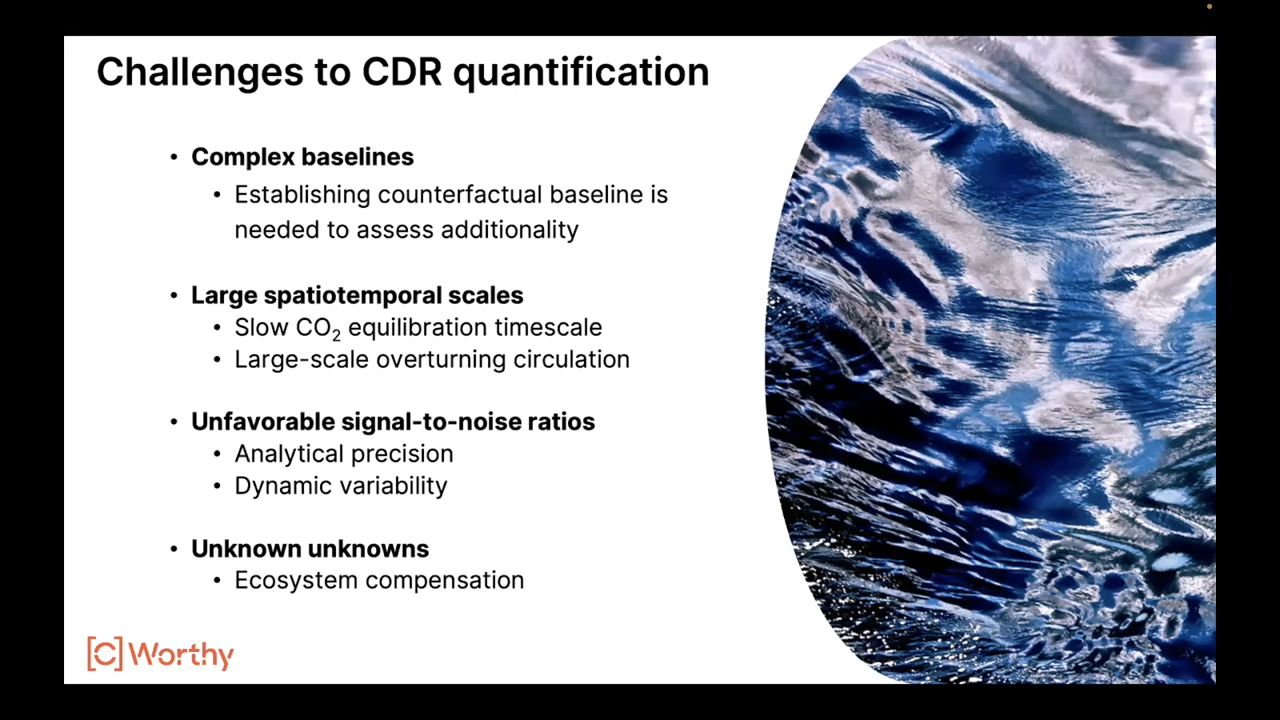 Challenges to CDR quantification
• Complex baselines
• Establishing counterfactual baseline is
needed to assess additionality
• Large spatiotemporal scales
• Slow CO₂ equilibration timescale
• Large-scale overturning circulation
• Unfavorable signal-to-noise ratios
• Analytical precision
• Dynamic variability
• Unknown unknowns
• Ecosystem compensation
[C]Worthy